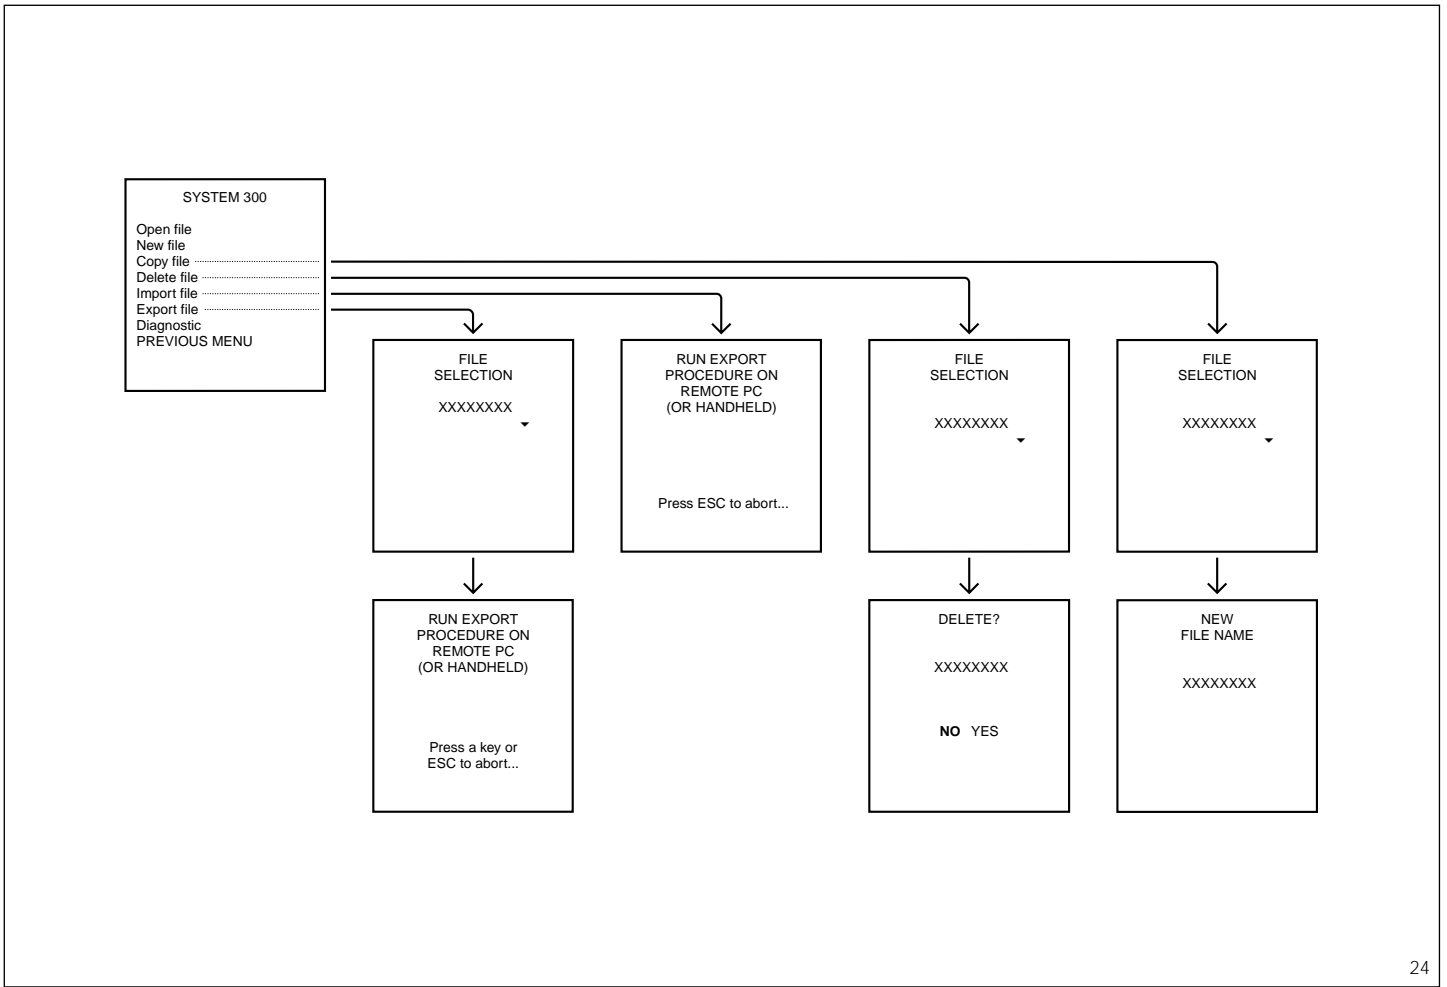 SYSTEM 300
Open file
New file
Copy file
Delete file
Import file
Export file
Diagnostic
PREVIOUS MENU
FILE
SELECTION
XXXXXXXX
RUN EXPORT
PROCEDURE ON
REMOTE PC
(OR HANDHELD)
Press ESC to abort...
FILE
SELECTION
XXXXXXXX
FILE
SELECTION
XXXXXXXX
RUN EXPORT
PROCEDURE ON
REMOTE PC
(OR HANDHELD)
Press a key or
ESC to abort...
DELETE?
XXXXXXXX
NO YES
NEW
FILE NAME
XXXXXXXX
24